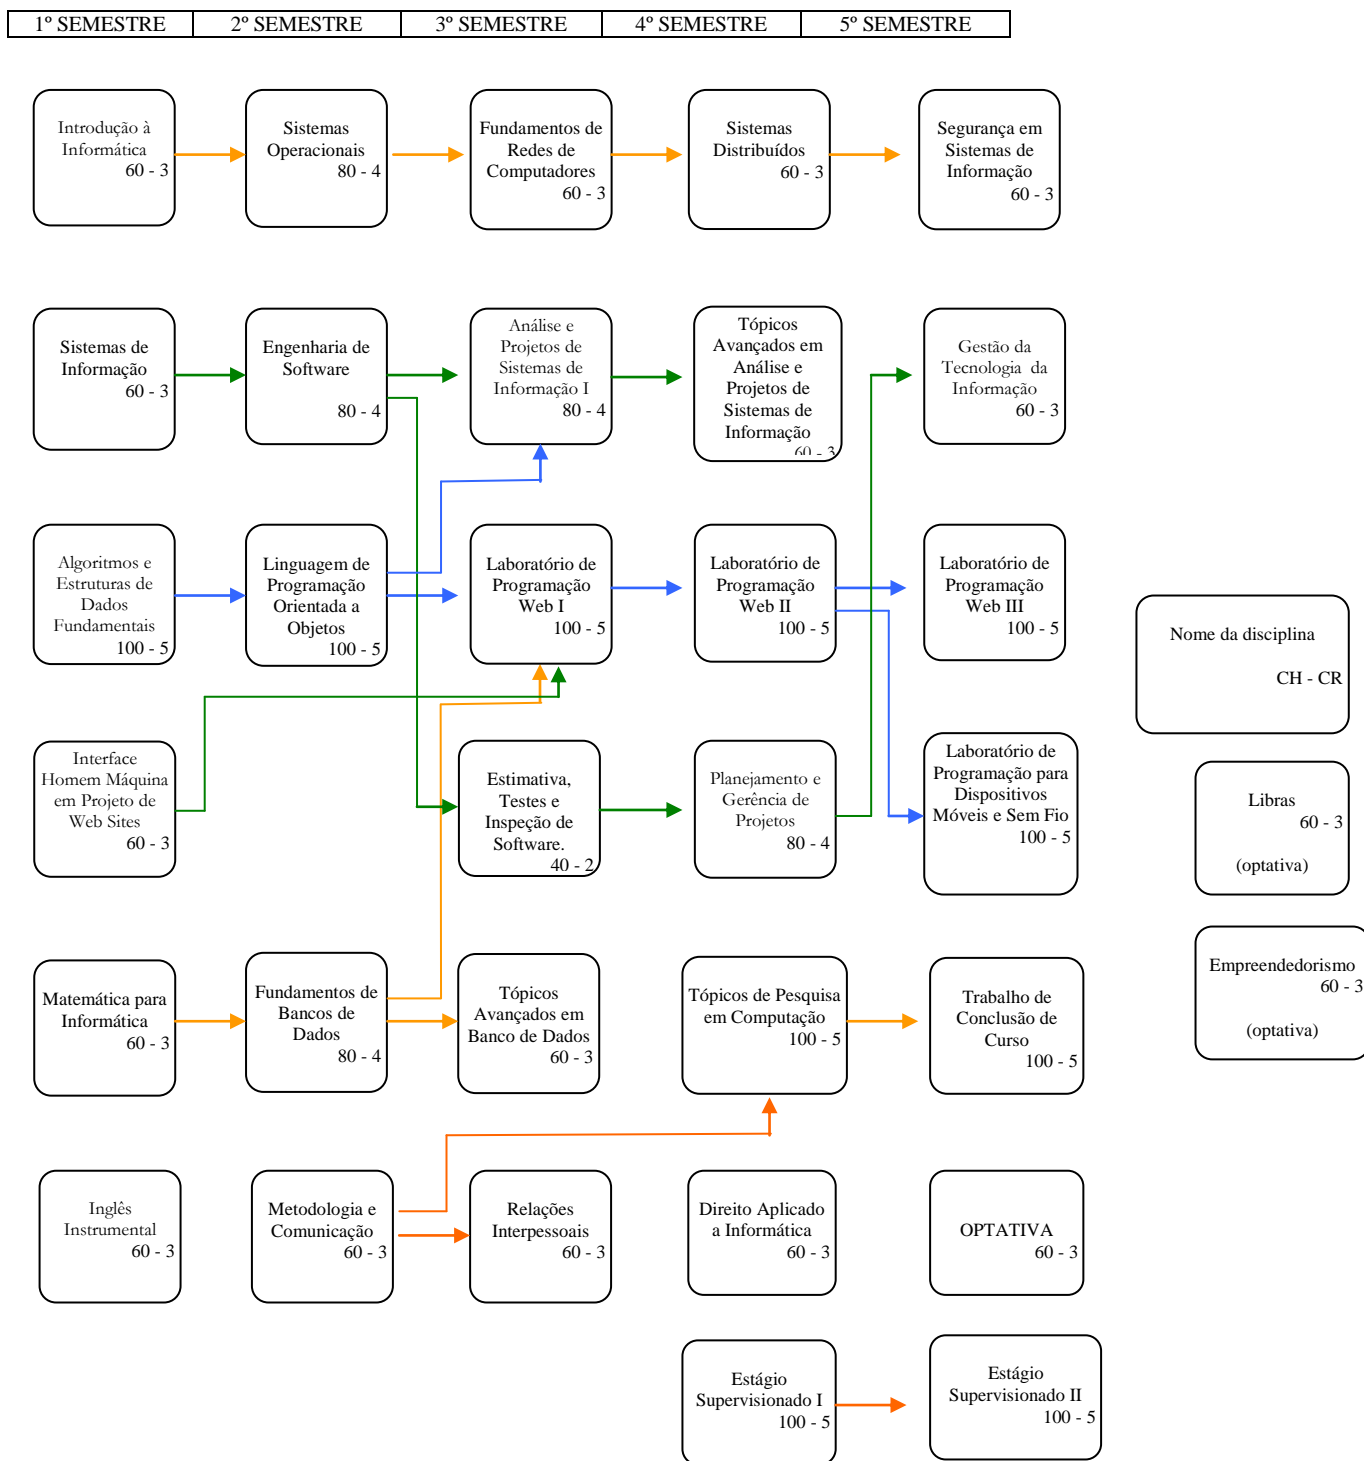 1º SEMESTRE 2º SEMESTRE 3º SEMESTRE 4º SEMESTRE 5º SEMESTRE
Introdução à
Informática
60 - 3
Sistemas
Operacionais
80 - 4
Fundamentos de
Redes de
Computadores
60 - 3
Sistemas
Distribuídos
60 - 3
Segurança em
Sistemas de
Informação
60 - 3
Sistemas de
Informação
60 - 3
Engenharia de
Software
80 - 4
Análise e
Projetos de
Sistemas de
Informação I
80 - 4
Tópicos
Avançados em
Análise e
Projetos de
Sistemas de
Informação
60 - 3
Gestão da
Tecnologia da
Informação
60 - 3
Algoritmos e
Estruturas de
Dados
Fundamentais
100 - 5
Linguagem de
Programação
Orientada a
Objetos
100 - 5
Laboratório de
Programação
Web I
100 - 5
Laboratório de
Programação
Web II
100 - 5
Laboratório de
Programação
Web III
100 - 5
Nome da disciplina
CH - CR
Interface
Homem Máquina
em Projeto de
Web Sites
60 - 3
Estimativa,
Testes e
Inspeção de
Software.
40 - 2
Planejamento e
Gerência de
Projetos
80 - 4
Laboratório de
Programação para
Dispositivos
Móveis e Sem Fio
100 - 5
Libras
60 - 3
(optativa)
Matemática para
Informática
60 - 3
Fundamentos de
Bancos de
Dados
80 - 4
Tópicos
Avançados em
Banco de Dados
60 - 3
Tópicos de Pesquisa
em Computação
100 - 5
Trabalho de
Conclusão de
Curso
100 - 5
Empreendedorismo
60 - 3
(optativa)
Inglês
Instrumental
60 - 3
Metodologia e
Comunicação
60 - 3
Relações
Interpessoais
60 - 3
Direito Aplicado
a Informática
60 - 3
OPTATIVA
60 - 3
Estágio
Supervisionado I
100 - 5
Estágio
Supervisionado II
100 - 5